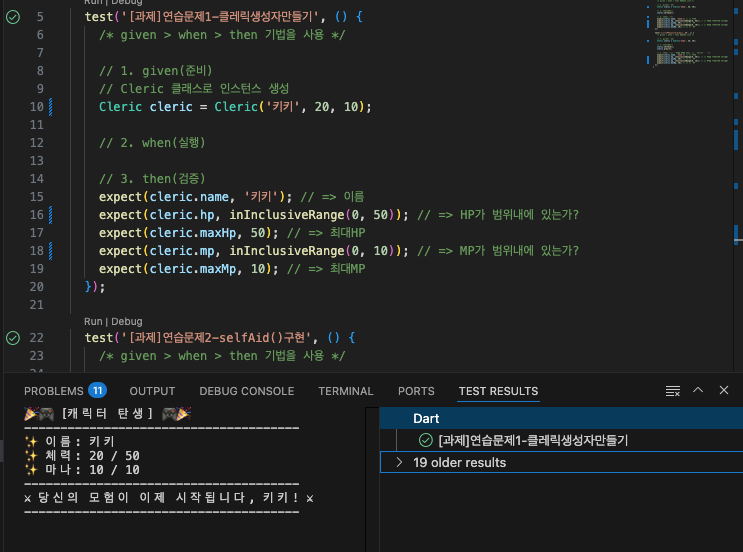 Run | Debug
5 test('[과제]연습문제1-클레릭생성자만들기', () {
6 /* given > when > then 기법을 사용 */
7
8 // 1. given(준비)
9 // Cleric 클래스로 인스턴스 생성
10 Cleric cleric = Cleric('키키', 20, 10);
11
12 // 2. when(실행)
13
14 // 3. then(검증)
15 expect(cleric.name, '키키'); // => 이름
16 expect(cleric.hp, inInclusiveRange(0, 50)); // => HP가 범위내에 있는가?
17 expect(cleric.maxHp, 50); // => 최대HP
18 expect(cleric.mp, inInclusiveRange(0, 10)); // => MP가 범위내에 있는가?
19 expect(cleric.maxMp, 10); // => 최대MP
20 });
21
Run | Debug
22 test('[과제]연습문제2-selfAid()구현', () {
23 /* given > when > then 기법을 사용 */
PROBLEMS 11 OUTPUT DEBUG CONSOLE TERMINAL PORTS TEST RESULTS
🎉🎮 [캐릭터 탄생] 🎮🎉
--------------------------------------
✨ 이름: 키키
✨ 체력: 20 / 50
✨ 마나: 10 / 10
--------------------------------------
⚔ 당신의 모험이 이제 시작됩니다, 키키! ⚔
--------------------------------------
Dart
[과제]연습문제1-클레릭생성자만들기
19 older results